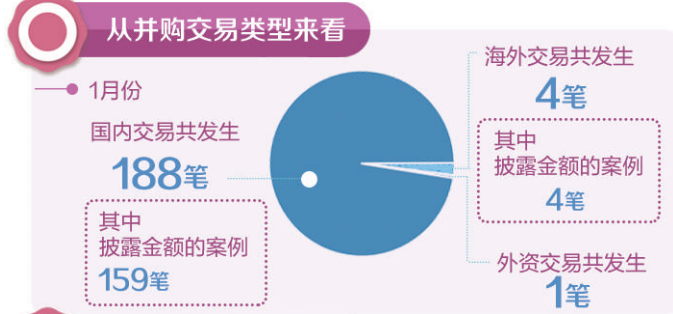 从并购交易类型来看
1月份
国内交易共发生
188笔
其中
披露金额的案例
159笔
海外交易共发生
4笔
其中
披露金额的案例
4笔
外资交易共发生
1笔